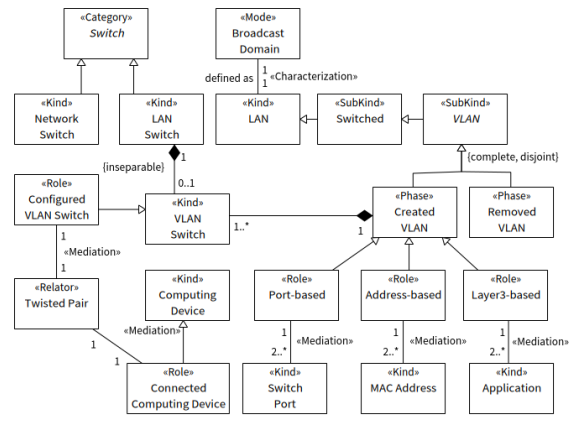 «Category»
Switch
«Mode»
Broadcast
Domain
defined as
1
1
«Characterization»
«Kind»
Network
Switch
«Kind»
LAN
Switch
«Kind»
LAN
«SubKind»
Switched
«SubKind»
VLAN
{complete, disjoint}
{inseparable}
1
0..1
«Role»
Configured
VLAN Switch
«Kind»
VLAN
Switch
1..*
1
«Phase»
Created
VLAN
«Phase»
Removed
VLAN
1
«Mediation»
1
«Relator»
Twisted Pair
«Kind»
Computing
Device
«Role»
Port-based
«Role»
Address-based
«Role»
Layer3-based
«Mediation»
1
1
1
«Mediation»
2..*
1
«Mediation»
2..*
1
«Mediation»
2..*
«Role»
Connected
Computing Device
«Kind»
Switch
Port
«Kind»
MAC Address
«Kind»
Application